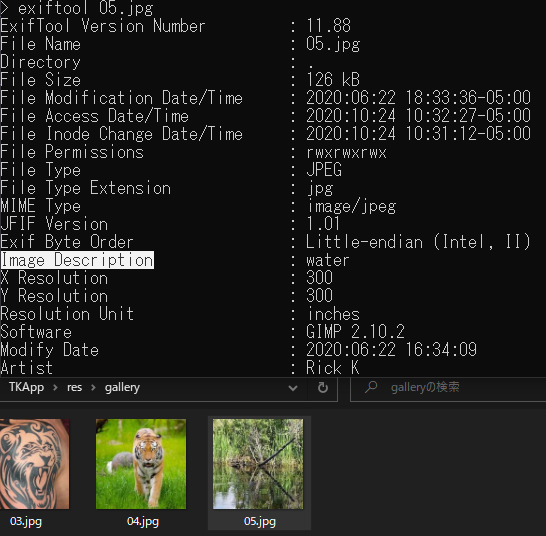 > exiftool 05.jpg
ExifTool Version Number : 11.88
File Name : 05.jpg
Directory : .
File Size : 126 kB
File Modification Date/Time : 2020:06:22 18:33:36-05:00
File Access Date/Time : 2020:10:24 10:32:27-05:00
File Inode Change Date/Time : 2020:10:24 10:31:12-05:00
File Permissions : rwxrwxrwx
File Type : JPEG
File Type Extension : jpg
MIME Type : image/jpeg
JFIF Version : 1.01
Exif Byte Order : Little-endian (Intel, II)
Image Description : water
X Resolution : 300
Y Resolution : 300
Resolution Unit : inches
Software : GIMP 2.10.2
Modify Date : 2020:06:22 16:34:09
Artist : Rick K
TKApp > res > gallery
galleryの検索
03.jpg
04.jpg
05.jpg